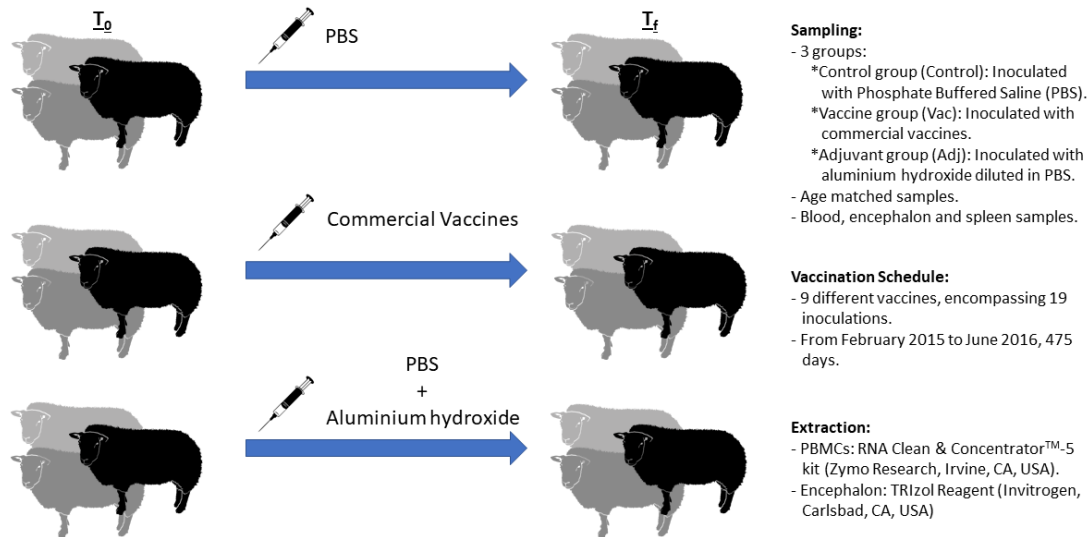 T0
PBS
Tf
Commercial Vaccines
PBS
+
Aluminium hydroxide
Sampling:
- 3 groups:
*Control group (Control): Inoculated
with Phosphate Buffered Saline (PBS).
*Vaccine group (Vac): Inoculated with
commercial vaccines.
*Adjuvant group (Adj): Inoculated with
aluminium hydroxide diluted in PBS.
- Age matched samples.
- Blood, encephalon and spleen samples.
Vaccination Schedule:
- 9 different vaccines, encompassing 19
inoculations.
- From February 2015 to June 2016, 475
days.
Extraction:
- PBMCs: RNA Clean & Concentrator™-5
kit (Zymo Research, Irvine, CA, USA).
- Encephalon: TRIzol Reagent (Invitrogen,
Carlsbad, CA, USA)